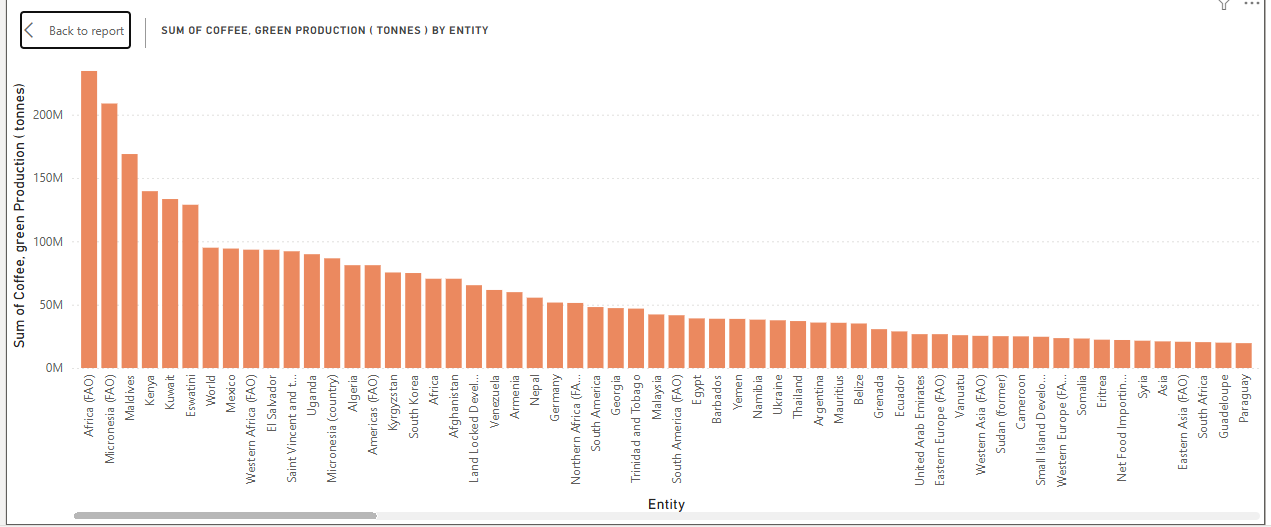 Back to report
SUM OF COFFEE, GREEN PRODUCTION ( TONNES ) BY ENTITY
Sum of Coffee, green Production ( tonnes)
200M
150M
100M
50M
0M
Africa (FAO)
Micronesia (FAO)
Maldives
Kenya
Kuwait
Eswatini
World
Mexico
Western Africa (FAO)
El Salvador
Saint Vincent and t...
Uganda
Micronesia (country)
Algeria
Americas (FAO)
Kyrgyzstan
South Korea
Africa
Afghanistan
Land Locked Devel...
Venezuela
Armenia
Nepal
Germany
Northern Africa (FA...
South America
Georgia
Trinidad and Tobago
Malaysia
South America (FAO)
Egypt
Barbados
Yemen
Namibia
Ukraine
Thailand
Argentina
Mauritius
Belize
Grenada
Ecuador
United Arab Emirates
Eastern Europe (FAO)
Vanuatu
Western Asia (FAO)
Sudan (former)
Cameroon
Small Island Develo...
Western Europe (FA...
Somalia
Eritrea
Net Food Importin...
Syria
Asia
Eastern Asia (FAO)
South Africa
Guadeloupe
Paraguay
Entity